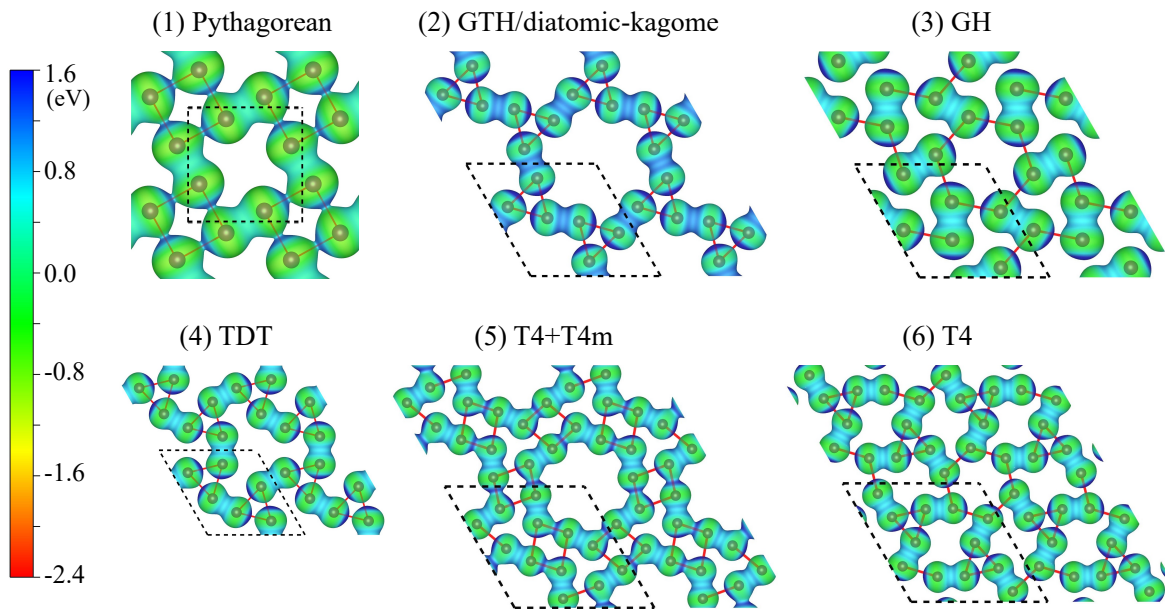 (1) Pythagorean
(2) GTH/diatomic-kagome
(3) GH
1.6
(eV)
0.8
0.0
-0.8
-1.6
-2.4
(4) TDT
(5) T4+T4m
(6) T4